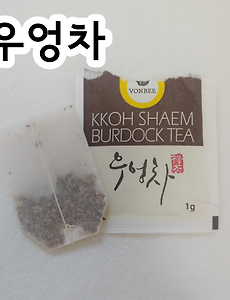 우엉차
VONBEE
KKOH SHAEM
BURDOCK TEA
우엉차
1g